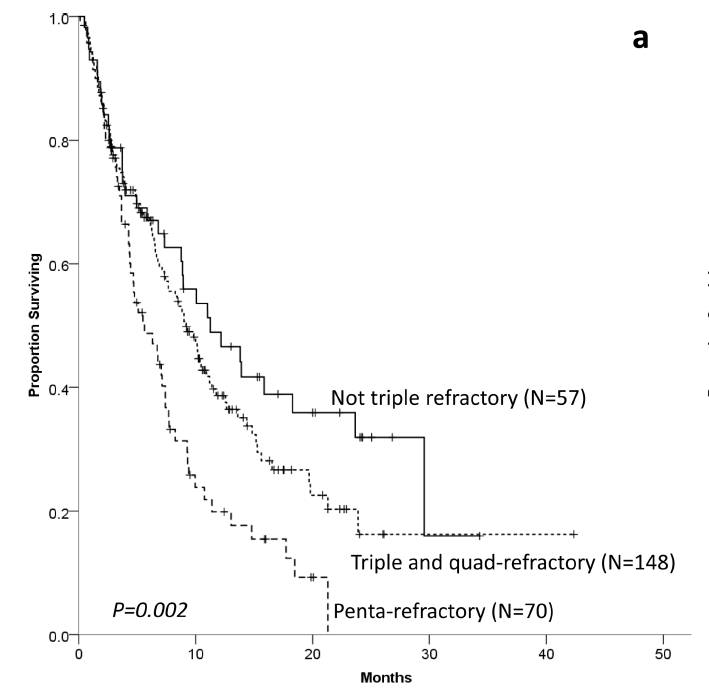 a
1.0
0.8
0.6
0.4
0.2
0.0
Proportion Surviving
Not triple refractory (N=57)
Triple and quad-refractory (N=148)
Penta-refractory (N=70)
P=0.002
0 10 20 30 40 50
Months